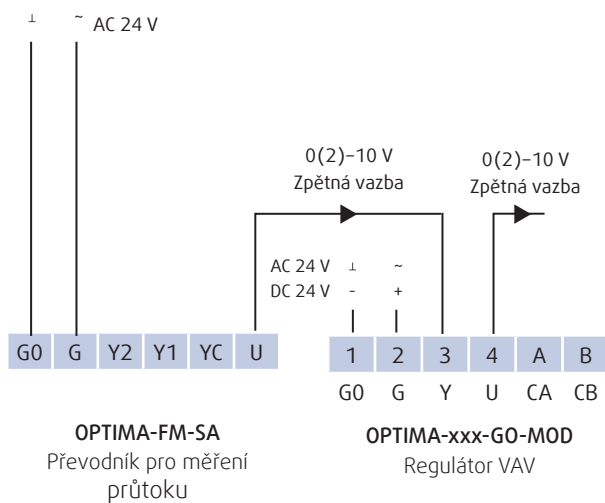 ⊥ ~ AC 24 V
0(2)–10 V
Zpětná vazba
0(2)–10 V
Zpětná vazba
AC 24 V ⊥ ~
DC 24 V - +
G0 G Y2 Y1 YC U
1 2 3 4 A B
G0 G Y U CA CB
OPTIMA-FM-SA
Převodník pro měření
průtoku
OPTIMA-xxx-GO-MOD
Regulátor VAV